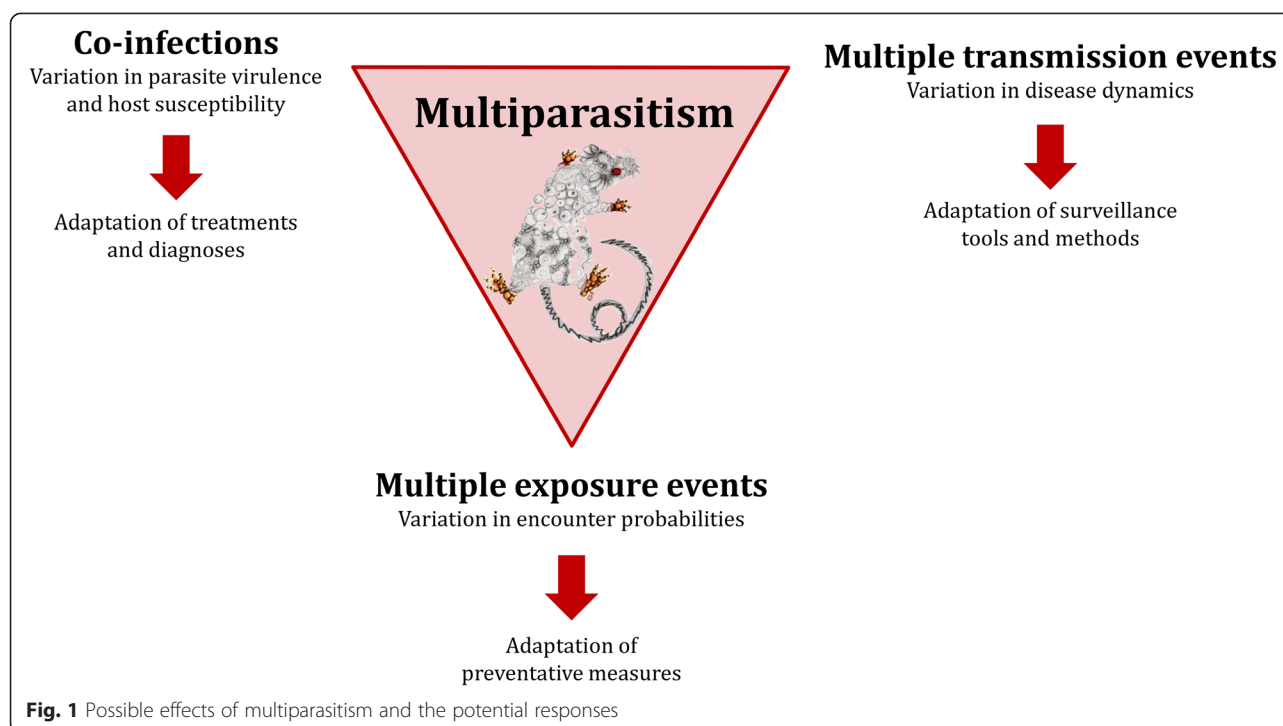 Co-infections
Variation in parasite virulence
and host susceptibility
Adaptation of treatments
and diagnoses
Multiparasitism
Multiple transmission events
Variation in disease dynamics
Adaptation of surveillance
tools and methods
Multiple exposure events
Variation in encounter probabilities
Adaptation of
preventative measures
Fig. 1 Possible effects of multiparasitism and the potential responses